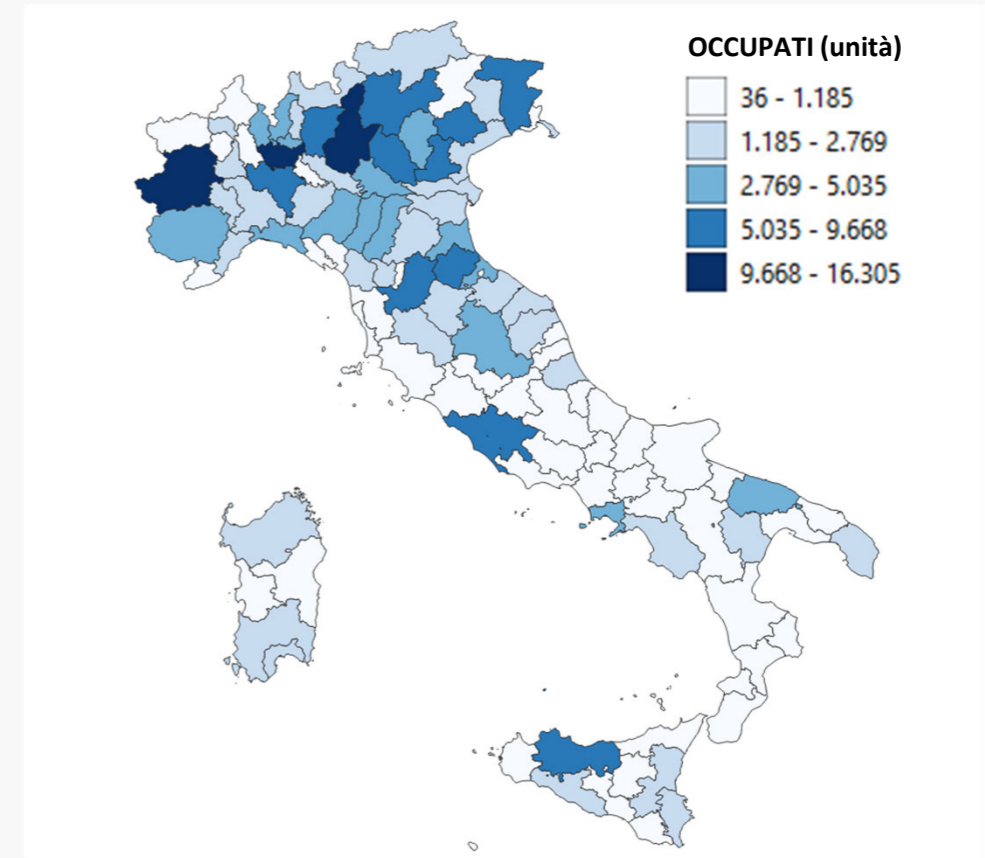 OCCUPATI (unità)
36 - 1.185
1.185 - 2.769
2.769 - 5.035
5.035 - 9.668
9.668 - 16.305